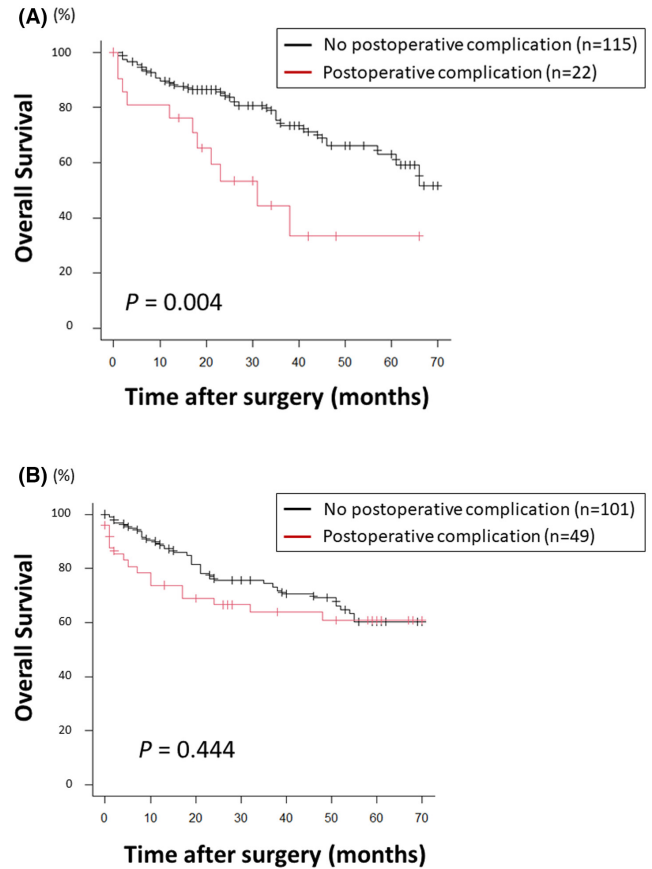 (A) (%)
100
80
60
40
20
0
Overall Survival
No postoperative complication (n=115)
Postoperative complication (n=22)
P = 0.004
0 10 20 30 40 50 60 70
Time after surgery (months)
(B) (%)
100
80
60
40
20
0
Overall Survival
No postoperative complication (n=101)
Postoperative complication (n=49)
P = 0.444
0 10 20 30 40 50 60 70
Time after surgery (months)